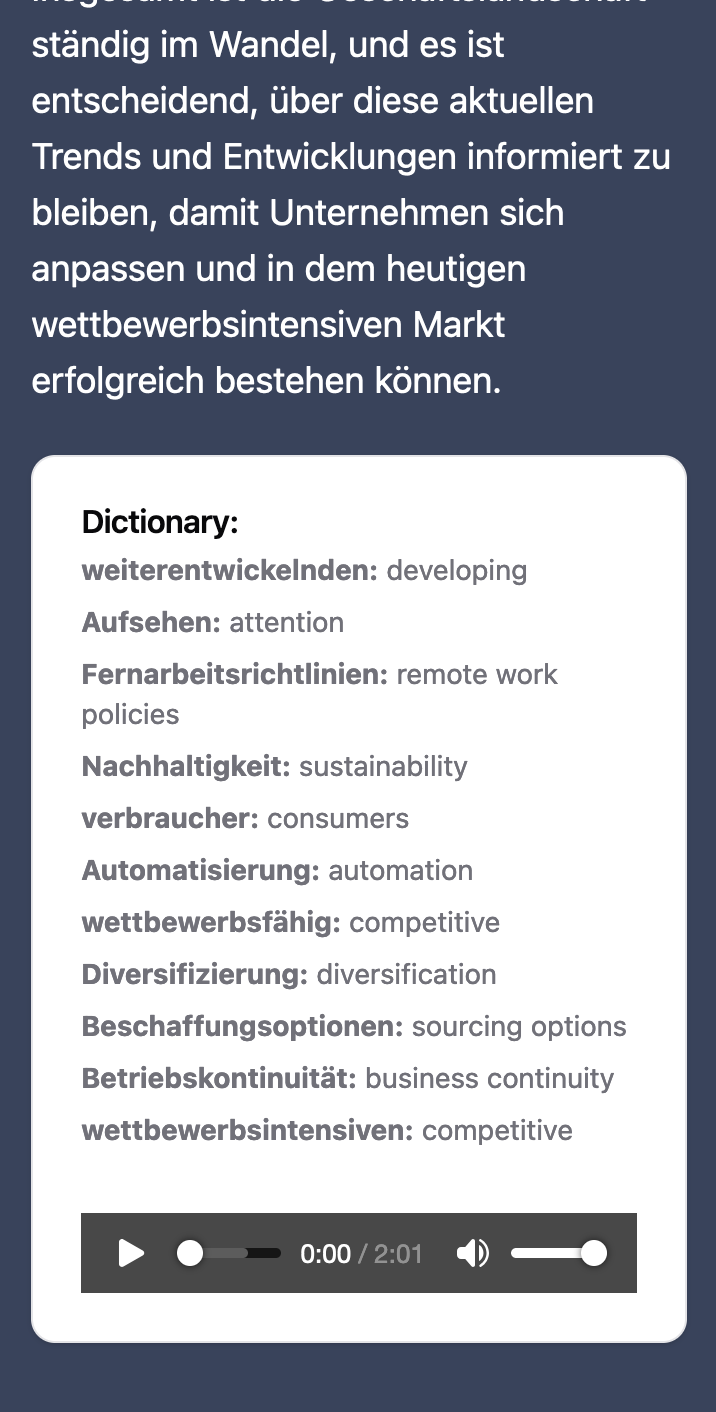 ständig im Wandel, und es ist
entscheidend, über diese aktuellen
Trends und Entwicklungen informiert zu
bleiben, damit Unternehmen sich
anpassen und in dem heutigen
wettbewerbsintensiven Markt
erfolgreich bestehen können.
Dictionary:
weiterentwickelnden: developing
Aufsehen: attention
Fernarbeitsrichtlinien: remote work
policies
Nachhaltigkeit: sustainability
verbraucher: consumers
Automatisierung: automation
wettbewerbsfähig: competitive
Diversifizierung: diversification
Beschaffungsoptionen: sourcing options
Betriebskontinuität: business continuity
wettbewerbsintensiven: competitive
0:00 / 2:01